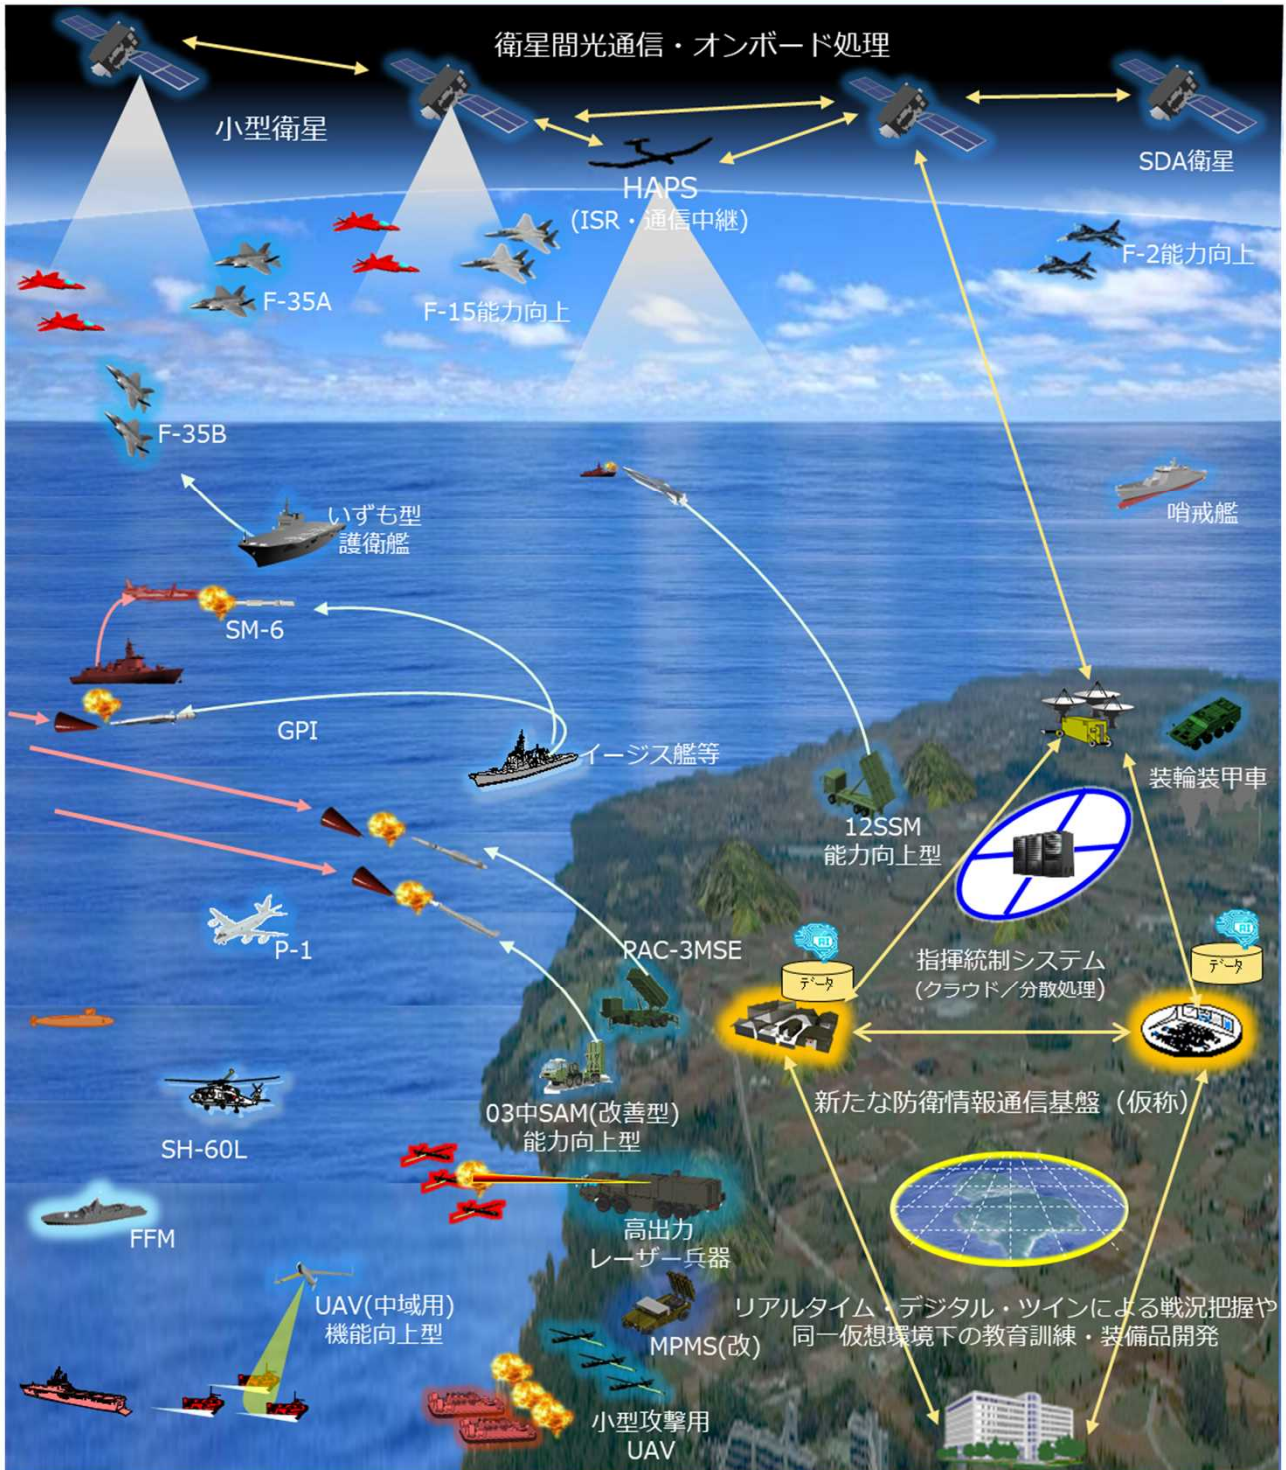 衛星間光通信・オンボード処理
小型衛星
SDA衛星
HAPS
(ISR・通信中継)
F-35A
F-15能力向上
F-2能力向上
F-35B
いずも型
護衛艦
哨戒艦
SM-6
GPI
イージス艦等
装輪装甲車
12SSM
能力向上型
P-1
PAC-3MSE
AI
データ
指揮統制システム
(クラウド／分散処理)
AI
データ
03中SAM(改善型)
能力向上型
新たな防衛情報通信基盤（仮称）
SH-60L
FFM
高出力
レーザー兵器
UAV(中域用)
機能向上型
MPMS(改)
リアルタイム・デジタル・ツインによる戦況把握や
同一仮想環境下の教育訓練・装備品開発
小型攻撃用
UAV